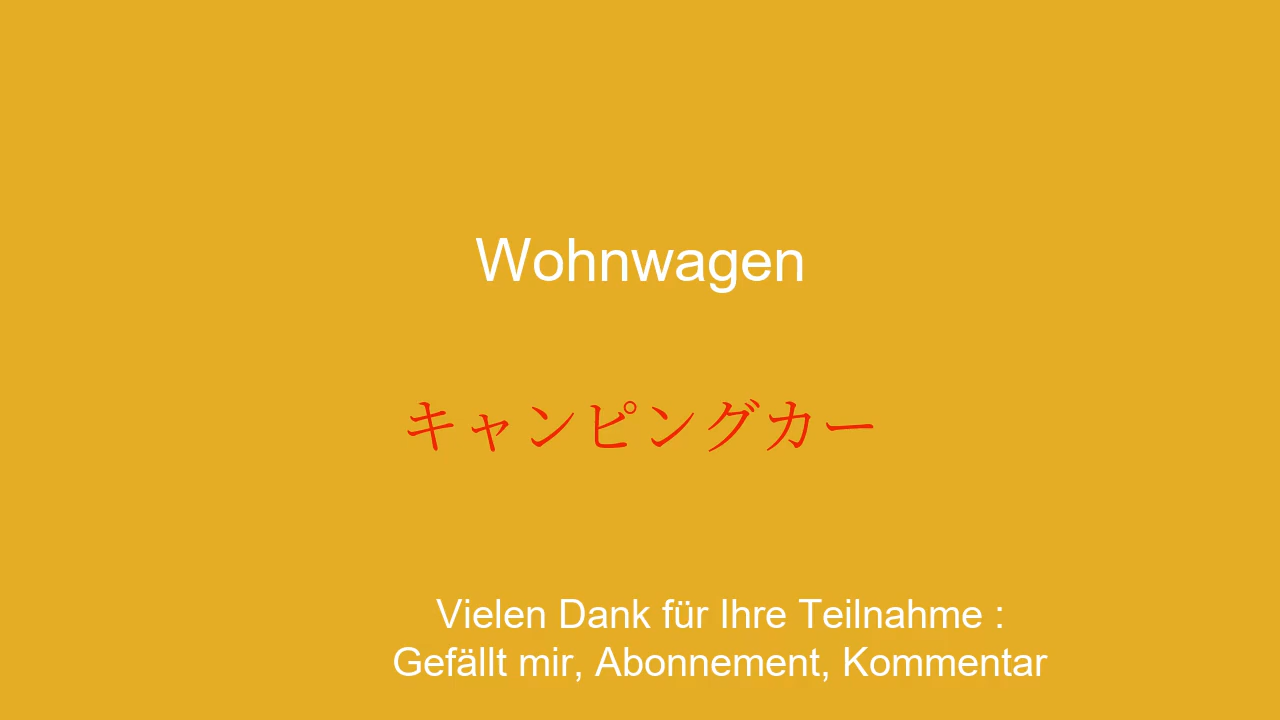 Wohnwagen
キャンピングカー
Vielen Dank für Ihre Teilnahme :
Gefällt mir, Abonnement, Kommentar